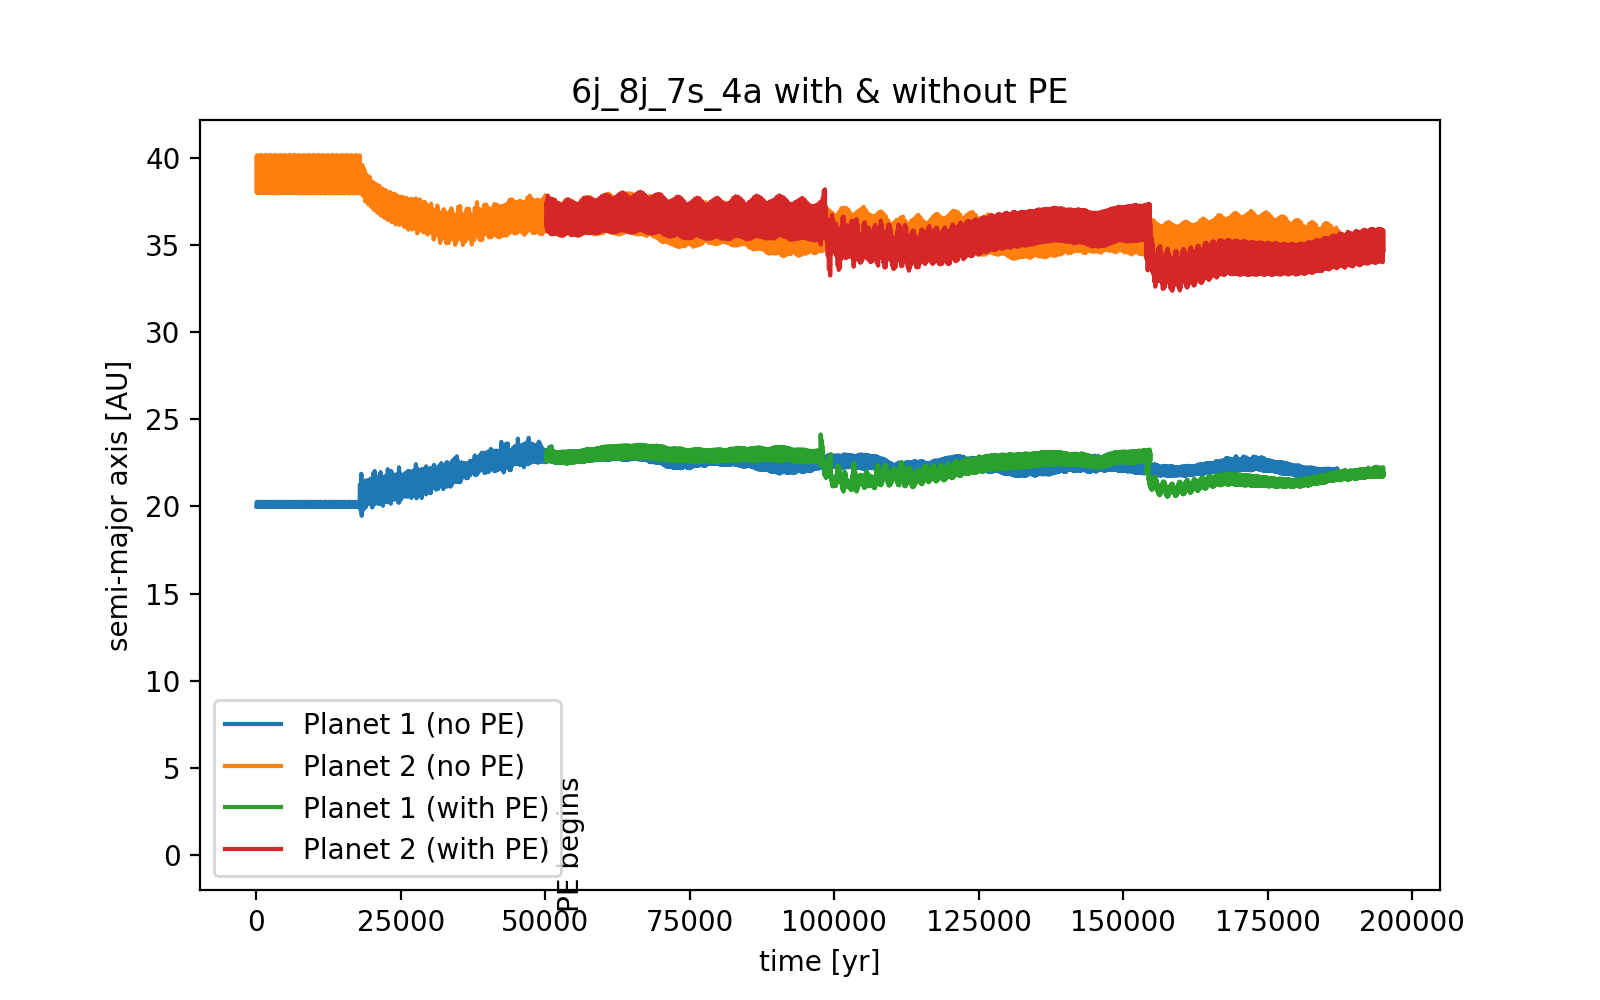 6j_8j_7s_4a with & without PE
semi-major axis [AU]
40
35
30
25
20
15
10
5
0
Planet 1 (no PE)
Planet 2 (no PE)
Planet 1 (with PE)
Planet 2 (with PE)
PE begins
0
25000
50000
75000
100000
125000
150000
175000
200000
time [yr]